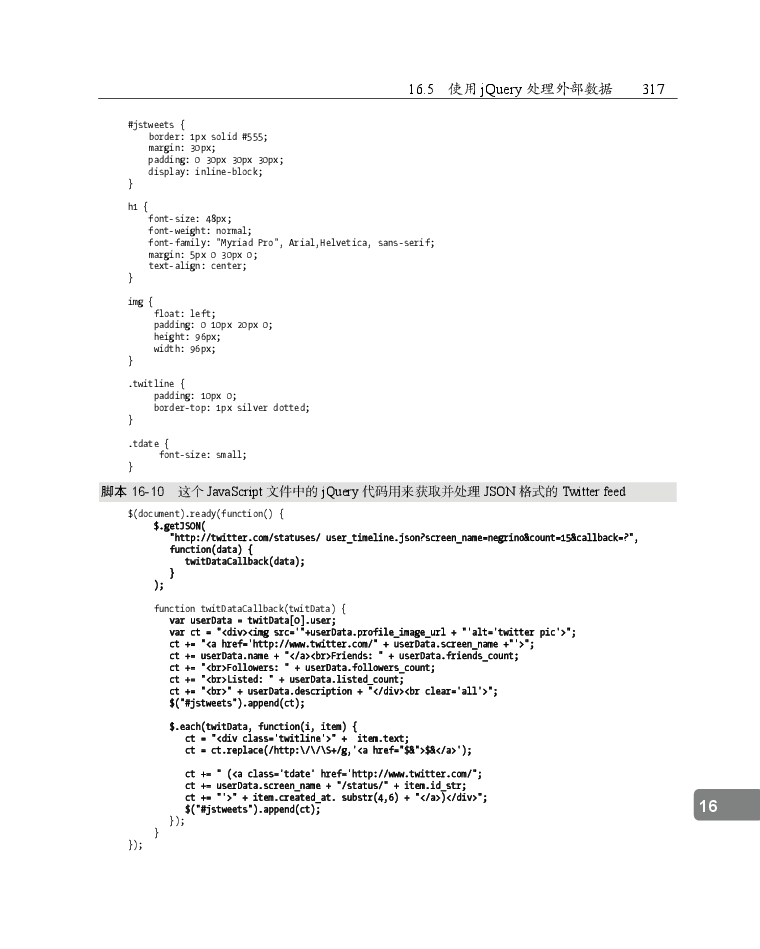 16.5 使用 jQuery 处理外部数据 317
#jstweets {
border: 1px solid #555;
margin: 30px;
padding: 0 30px 30px 30px;
display: inline-block;
}
h1 {
font-size: 48px;
font-weight: normal;
font-family: "Myriad Pro", Arial,Helvetica, sans-serif;
margin: 5px 0 30px 0;
text-align: center;
}
img {
float: left;
padding: 0 10px 20px 0;
height: 96px;
width: 96px;
}
.twitline {
padding: 10px 0;
border-top: 1px silver dotted;
}
.tdate {
font-size: small;
}
脚本 16-10 这个 JavaScript 文件中的 jQuery 代码用来获取并处理 JSON 格式的 Twitter feed
$(document).ready(function() {
$.getJSON(
"http://twitter.com/statuses/ user_timeline.json?screen_name=negrino&count=15&callback=?",
function(data) {
twitDataCallback(data);
}
);
function twitDataCallback(twitData) {
var userData = twitData[0].user;
var ct = "<div><img src='"+userData.profile_image_url + "'alt='twitter pic'>";
ct += "<a href='http://www.twitter.com/" + userData.screen_name +"'>";
ct += userData.name + "</a><br>Friends: " + userData.friends_count;
ct += "<br>Followers: " + userData.followers_count;
ct += "<br>Listed: " + userData.listed_count;
ct += "<br>" + userData.description + "</div><br clear='all'>";
$("#jstweets").append(ct);
$.each(twitData, function(i, item) {
ct = "<div class='twitline'>" + item.text;
ct = ct.replace(/http:\/\/\S+/g,'<a href="$&">$&</a>');
ct += " (<a class='tdate' href='http://www.twitter.com/";
ct += userData.screen_name + "/status/" + item.id_str;
ct += "'>" + item.created_at. substr(4,6) + "</a>)</div>";
$("#jstweets").append(ct);
});
}
});
16